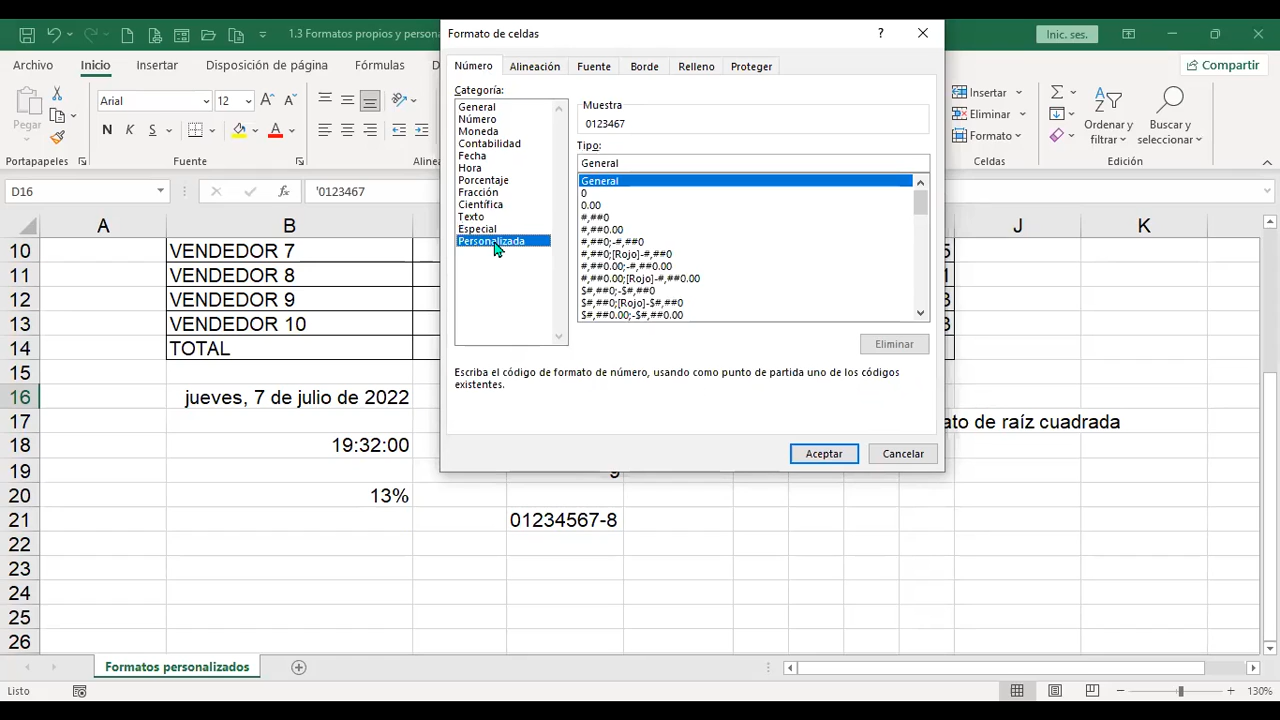 1.3 Formatos propios y persona
Formato de celdas
?
Inic. ses.
Archivo
Inicio
Insertar
Disposición de página
Fórmulas
D
Compartir
Número
Alineación
Fuente
Borde
Relleno
Proteger
Pegar
Arial
12
N K S
A
Portapapeles
Fuente
Aline
Insertar
Eliminar
Formato
Celdas
Ordenar y
filtrar
Buscar y
seleccionar
Edición
Categoría:
General
Número
Moneda
Contabilidad
Fecha
Hora
Porcentaje
Fracción
Científica
Texto
Especial
Personalizada
Muestra
0123467
Tipo:
General
General
0
0.00
#,##0
#,##0.00
#,##0;-#,##0
#,##0;[Rojo]-#,##0
#,##0.00;-#,##0.00
#,##0.00;[Rojo]-#,##0.00
$#,##0;-$#,##0
$#,##0;[Rojo]-$#,##0
$#,##0.00;-$#,##0.00
Eliminar
Escriba el código de formato de número, usando como punto de partida uno de los códigos
existentes.
Aceptar
Cancelar
D16
fx
'0123467
A B J K
10 VENDEDOR 7 5
11 VENDEDOR 8 1
12 VENDEDOR 9 3
13 VENDEDOR 10 3
14 TOTAL
15
16 jueves, 7 de julio de 2022
17 ato de raíz cuadrada
18 19:32:00
19 9
20 13%
21 01234567-8
22
23
24
25
26
Formatos personalizados
Listo
130%